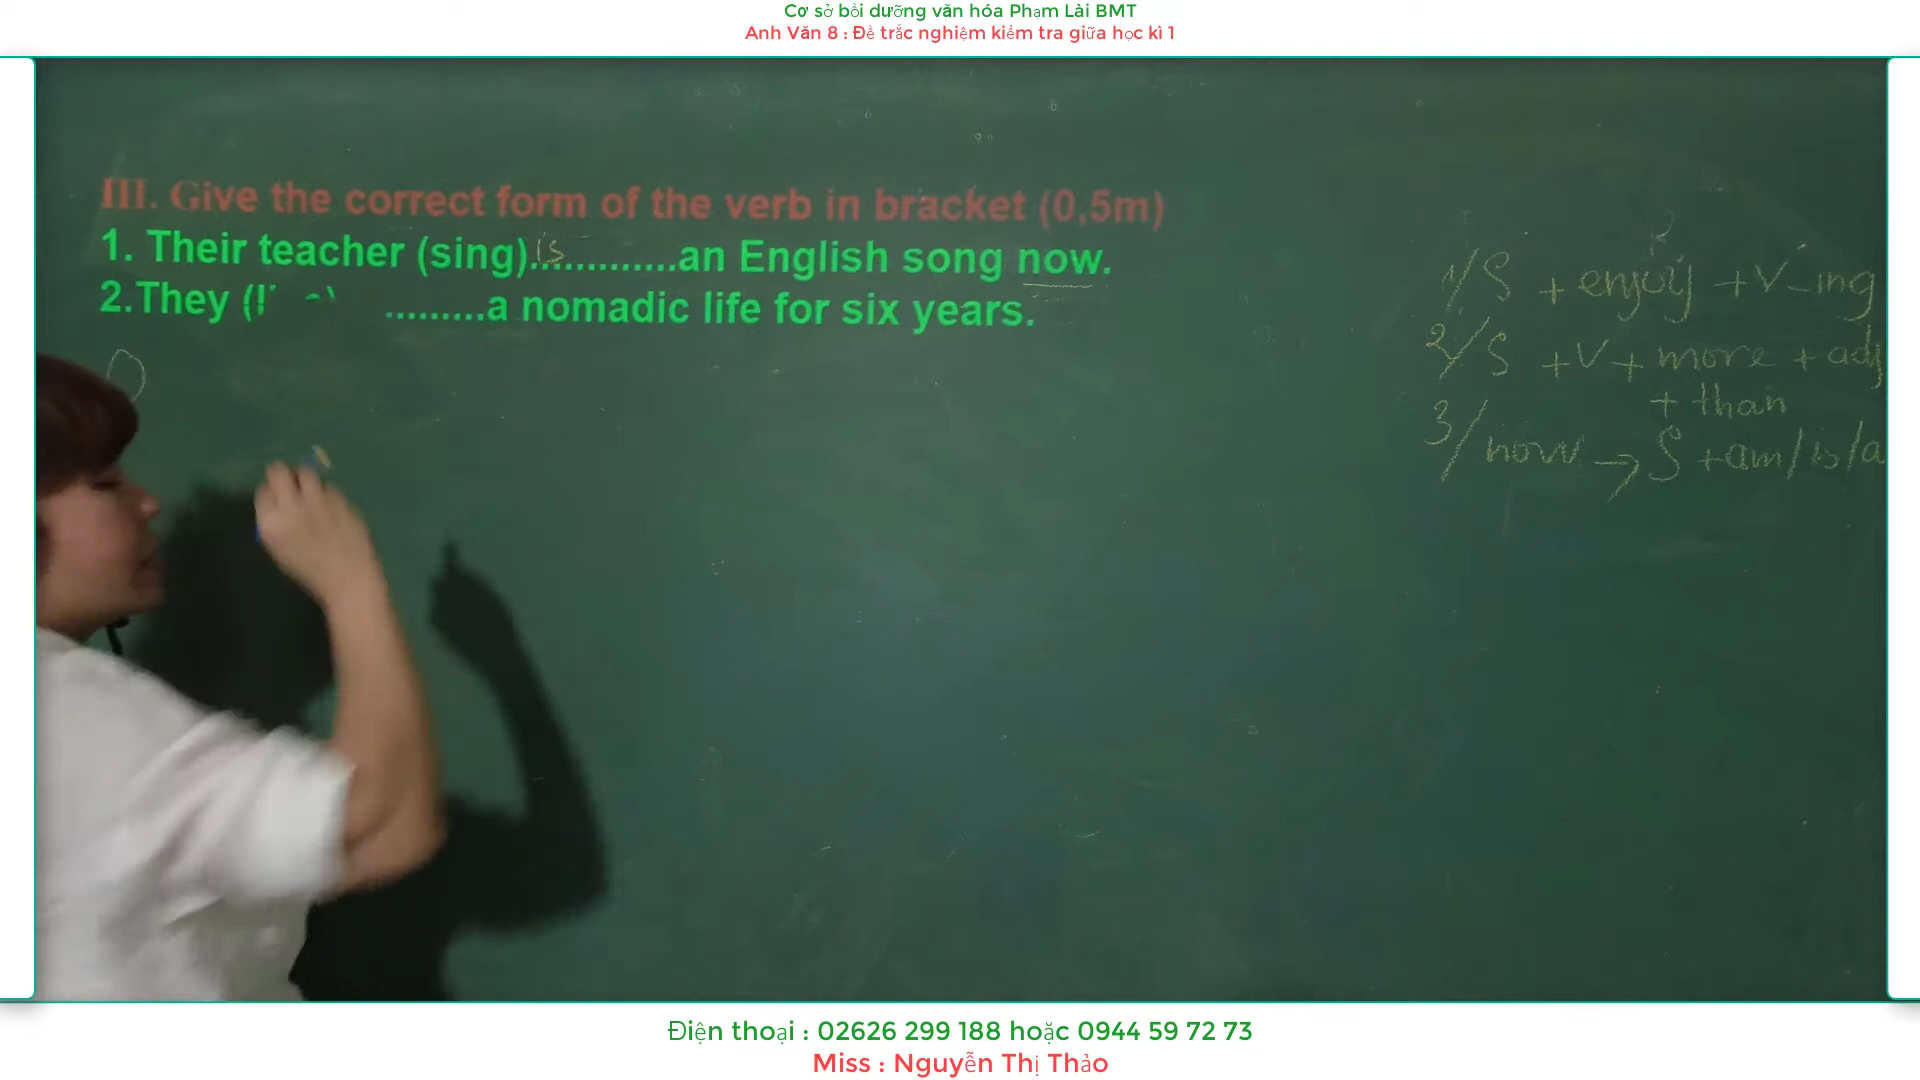 Cơ sở bồi dưỡng văn hóa Phạm Lài BMT
Anh Văn 8 : Đề trắc nghiệm kiểm tra giữa học kì 1
III. Give the correct form of the verb in bracket (0,5m)
1. Their teacher (sing).is............an English song now.
2.They ( .........a nomadic life for six years.
1/ S + enjoy + V-ing
2/ S + V + more + adj
+ than
3/ now → S + am/is/a
Điện thoại : 02626 299 188 hoặc 0944 59 72 73
Miss : Nguyễn Thị Thảo